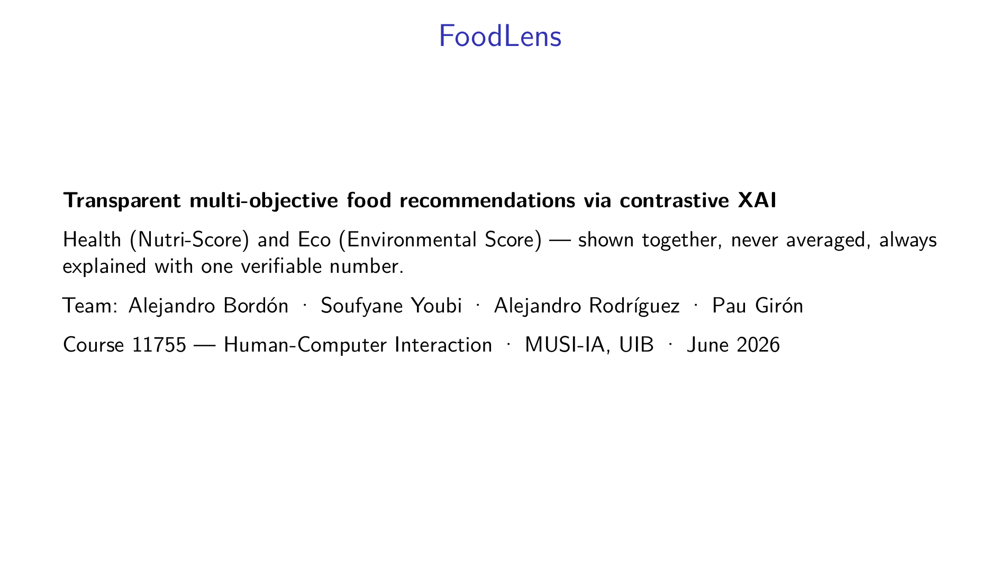 FoodLens
Transparent multi-objective food recommendations via contrastive XAI
Health (Nutri-Score) and Eco (Environmental Score) — shown together, never averaged, always
explained with one verifiable number.
Team: Alejandro Bordón · Soufyane Youbi · Alejandro Rodríguez · Pau Girón
Course 11755 — Human-Computer Interaction · MUSI-IA, UIB · June 2026